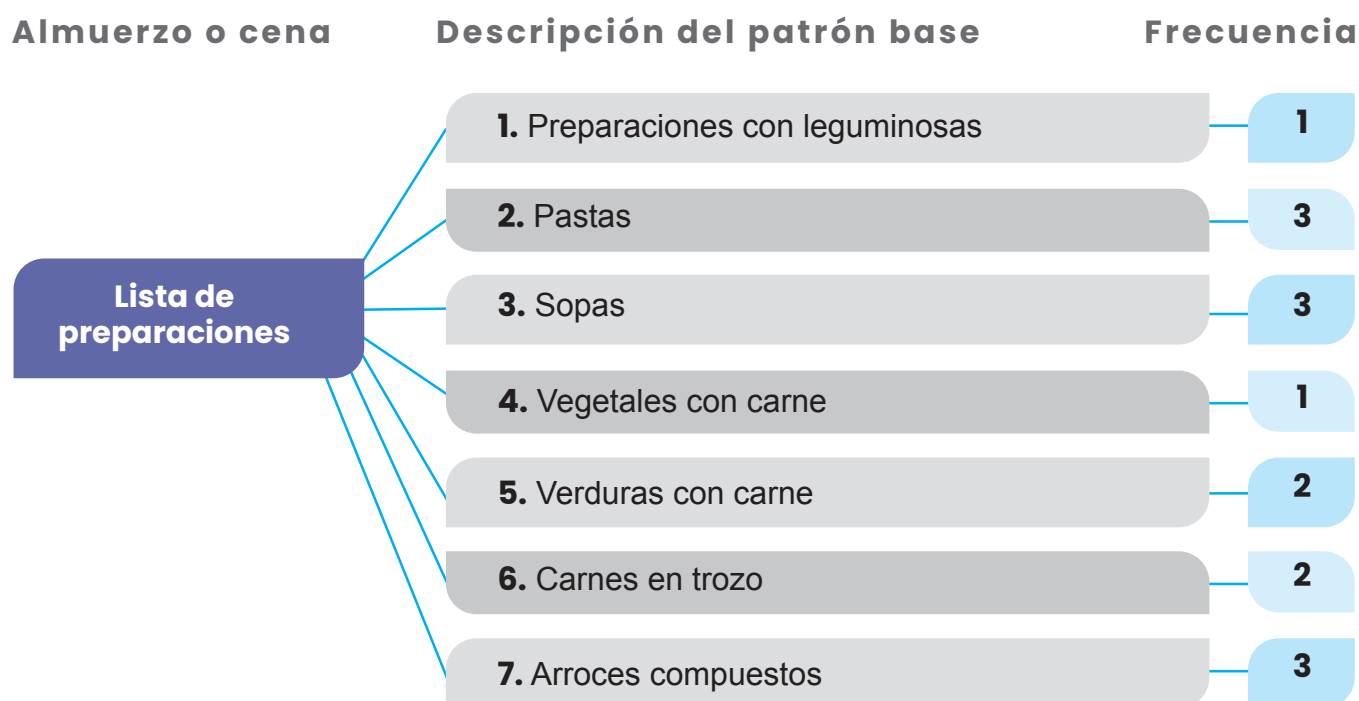 Almuerzo o cena Descripción del patrón base Frecuencia
1. Preparaciones con leguminosas 1
2. Pastas 3
Lista de
preparaciones
3. Sopas 3
4. Vegetales con carne 1
5. Verduras con carne 2
6. Carnes en trozo 2
7. Arroces compuestos 3